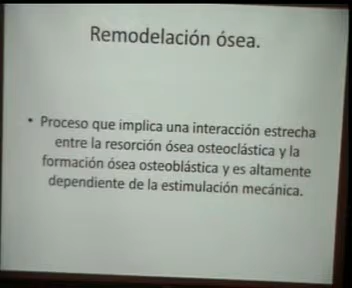 Remodelación ósea.
• Proceso que implica una interacción estrecha
entre la resorción ósea osteoclástica y la
formación ósea osteoblástica y es altamente
dependiente de la estimulación mecánica.